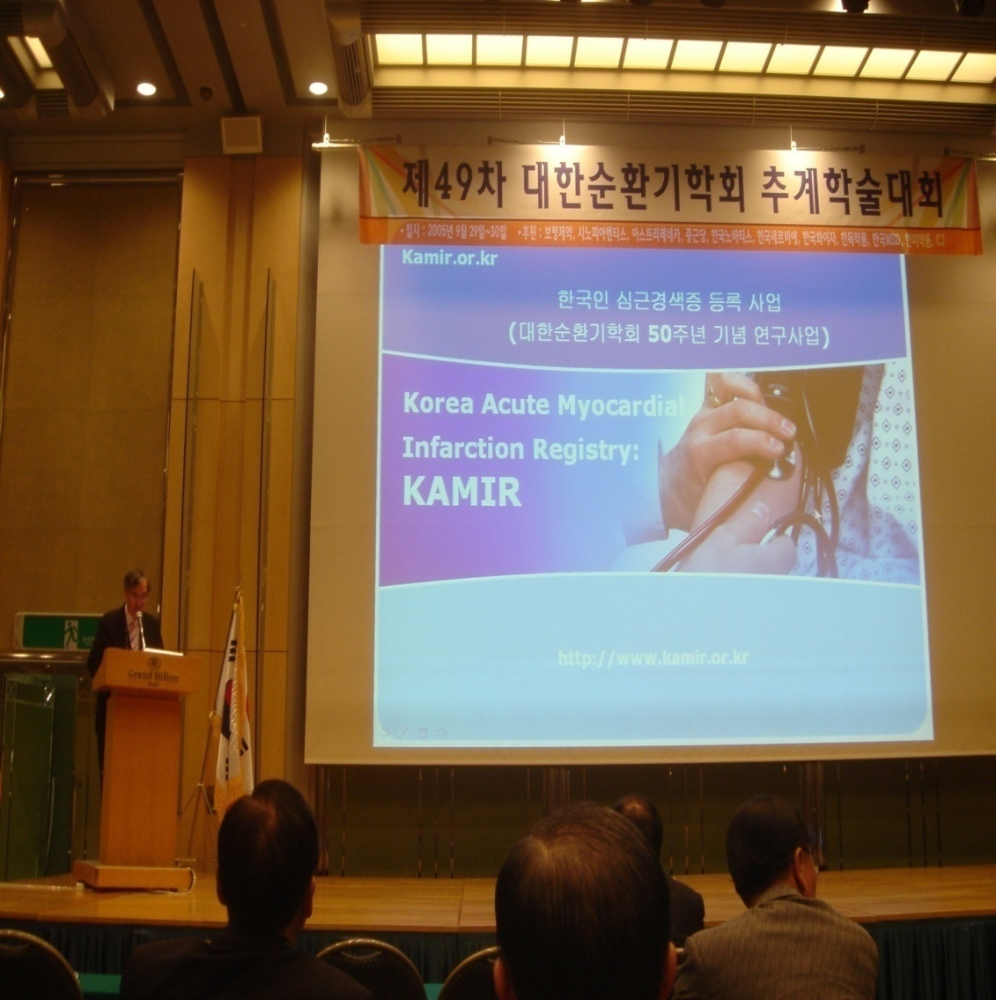 제49차 대한순환기학회 추계학술대회
•일시 : 2005년 9월 29일~30일 •후원 : 보령제약, 사노피아벤티스, 아스트라제네카, 종근당, 한국노바티스, 한국세르비에, 한국화이자, 한독약품, 한국MSD, 한미약품, CJ
Kamir.or.kr
한국인 심근경색증 등록 사업
(대한순환기학회 50주년 기념 연구사업)
Korea Acute Myocardial
Infarction Registry:
KAMIR
http://www.kamir.or.kr
Grand Hilton